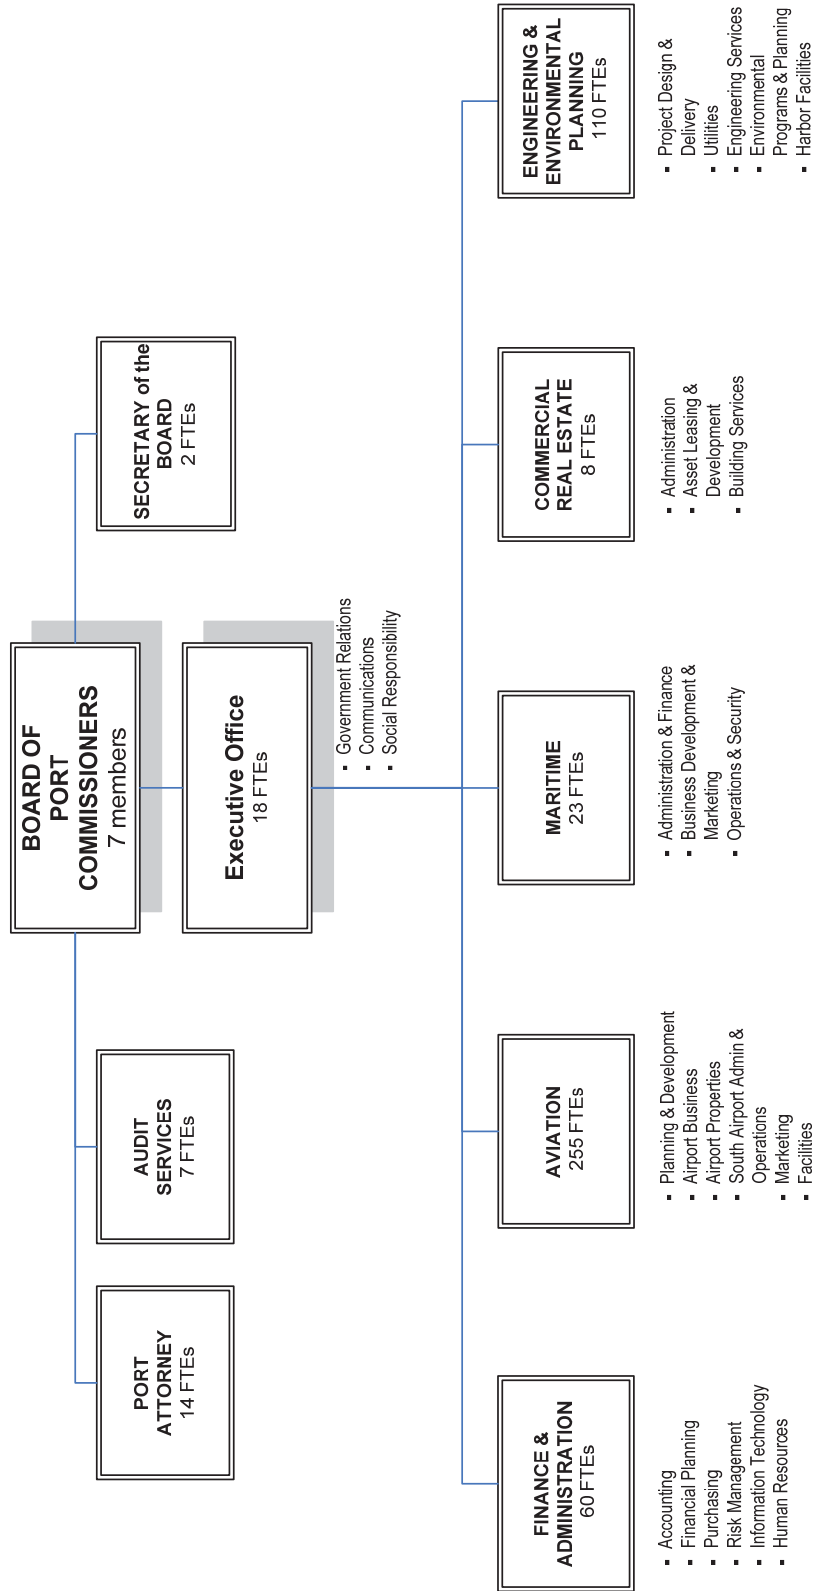 BOARD OF
PORT
COMMISSIONERS
7 members
PORT
ATTORNEY
14 FTEs
AUDIT
SERVICES
7 FTEs
SECRETARY of the
BOARD
2 FTEs
Executive Office
18 FTEs
▪ Government Relations
▪ Communications
▪ Social Responsibility
FINANCE &
ADMINISTRATION
60 FTEs
▪ Accounting
▪ Financial Planning
▪ Purchasing
▪ Risk Management
▪ Information Technology
▪ Human Resources
AVIATION
255 FTEs
▪ Planning & Development
▪ Airport Business
▪ Airport Properties
▪ South Airport Admin &
Operations
▪ Marketing
▪ Facilities
MARITIME
23 FTEs
▪ Administration & Finance
▪ Business Development &
Marketing
▪ Operations & Security
COMMERCIAL
REAL ESTATE
8 FTEs
▪ Administration
▪ Asset Leasing &
Development
▪ Building Services
ENGINEERING &
ENVIRONMENTAL
PLANNING
110 FTEs
▪ Project Design &
Delivery
▪ Utilities
▪ Engineering Services
▪ Environmental
Programs & Planning
▪ Harbor Facilities